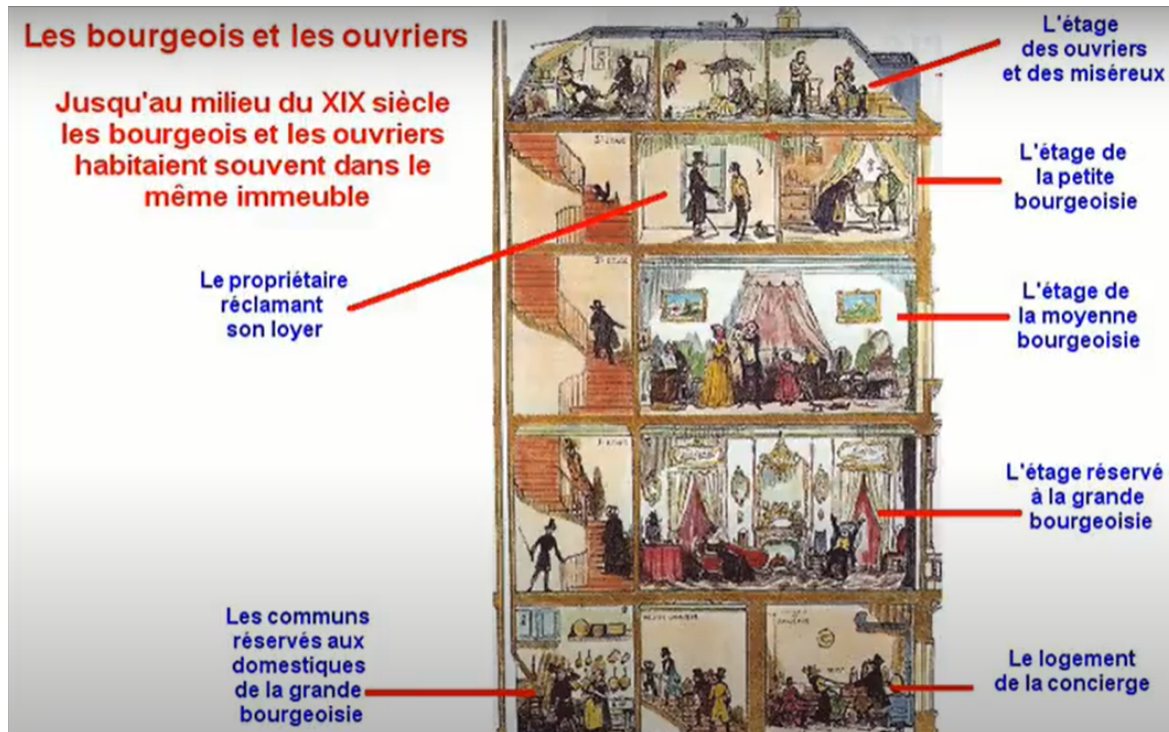 Les bourgeois et les ouvriers
Jusqu'au milieu du XIX siècle
les bourgeois et les ouvriers
habitaient souvent dans le
même immeuble
L'étage
des ouvriers
et des miséreux
L'étage de
la petite
bourgeoisie
Le propriétaire
réclamant
son loyer
L'étage de
la moyenne
bourgeoisie
L'étage réservé
à la grande
bourgeoisie
Les communs
réservés aux
domestiques
de la grande
bourgeoisie
Le logement
de la concierge